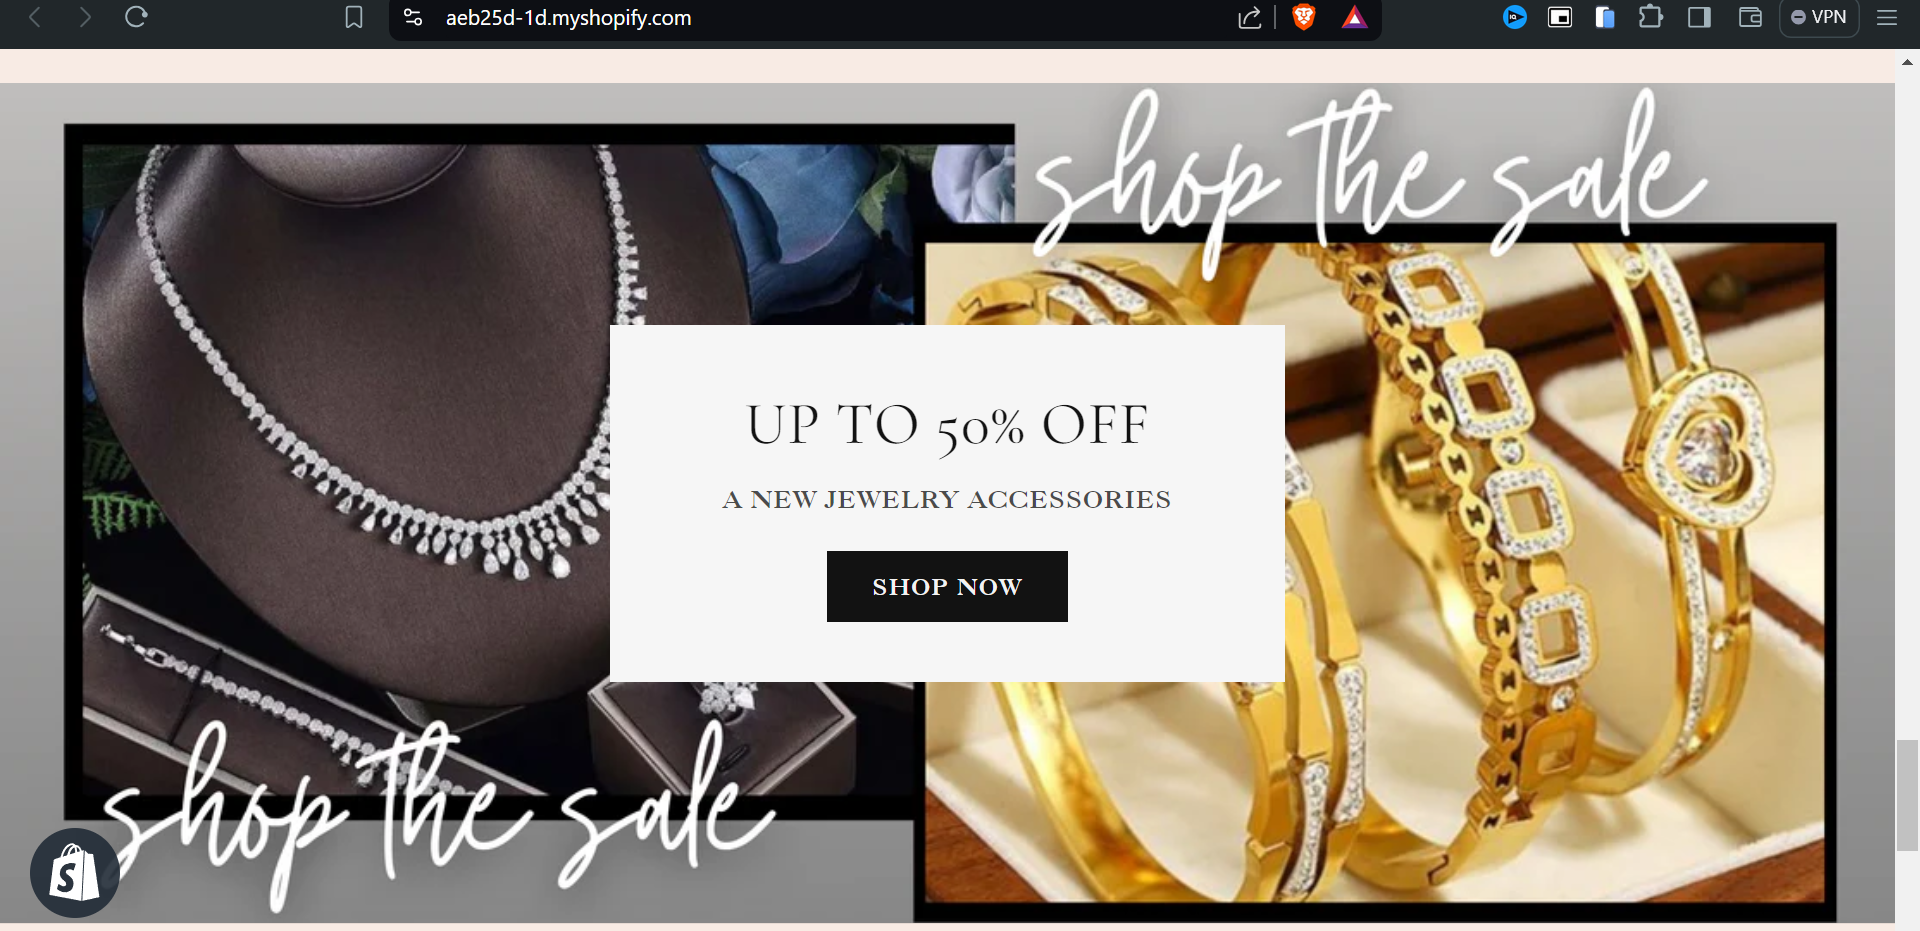 aeb25d-1d.myshopify.com
VPN
shop the sale
UP TO 50% OFF
A NEW JEWELRY ACCESSORIES
SHOP NOW
shop the sale
S